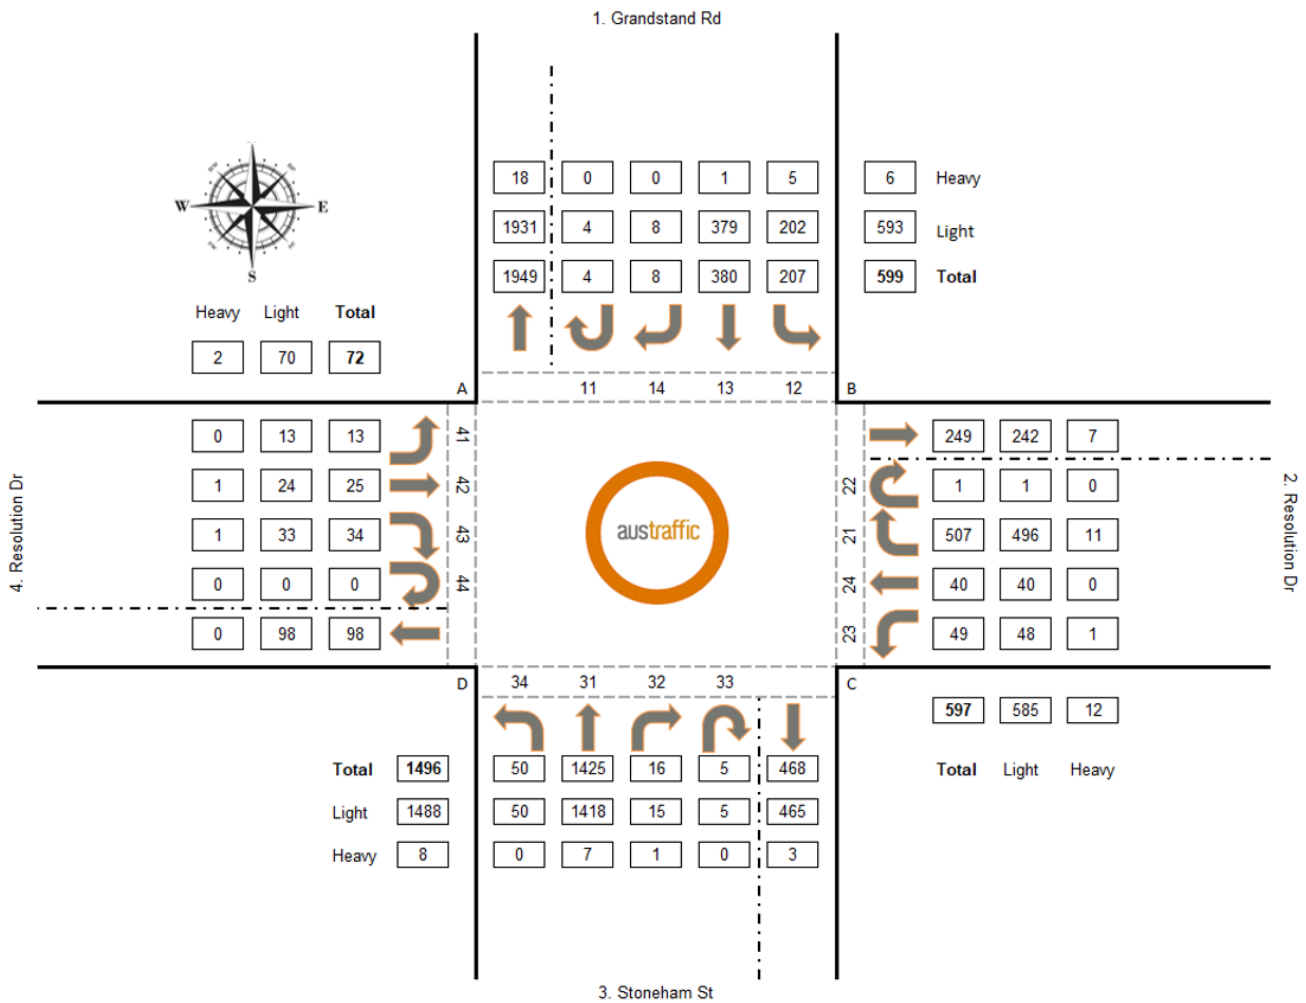 1. Grandstand Rd
18 0 0 1 5 6 Heavy
W E
1931 4 8 379 202 593 Light
S
1949 4 8 380 207 599 Total
Heavy Light Total
2 70 72
A 11 14 13 12 B
0 13 13 41 249 242 7
1 24 25 42 22 1 1 0
1 33 34 43 austraffic 21 507 496 11
4. Resolution Dr
2. Resolution Dr
0 0 0 44 24 40 40 0
0 98 98 23 49 48 1
D 34 31 32 33 C
597 585 12
Total 1496 50 1425 16 5 468 Total Light Heavy
Light 1488 50 1418 15 5 465
Heavy 8 0 7 1 0 3
3. Stoneham St